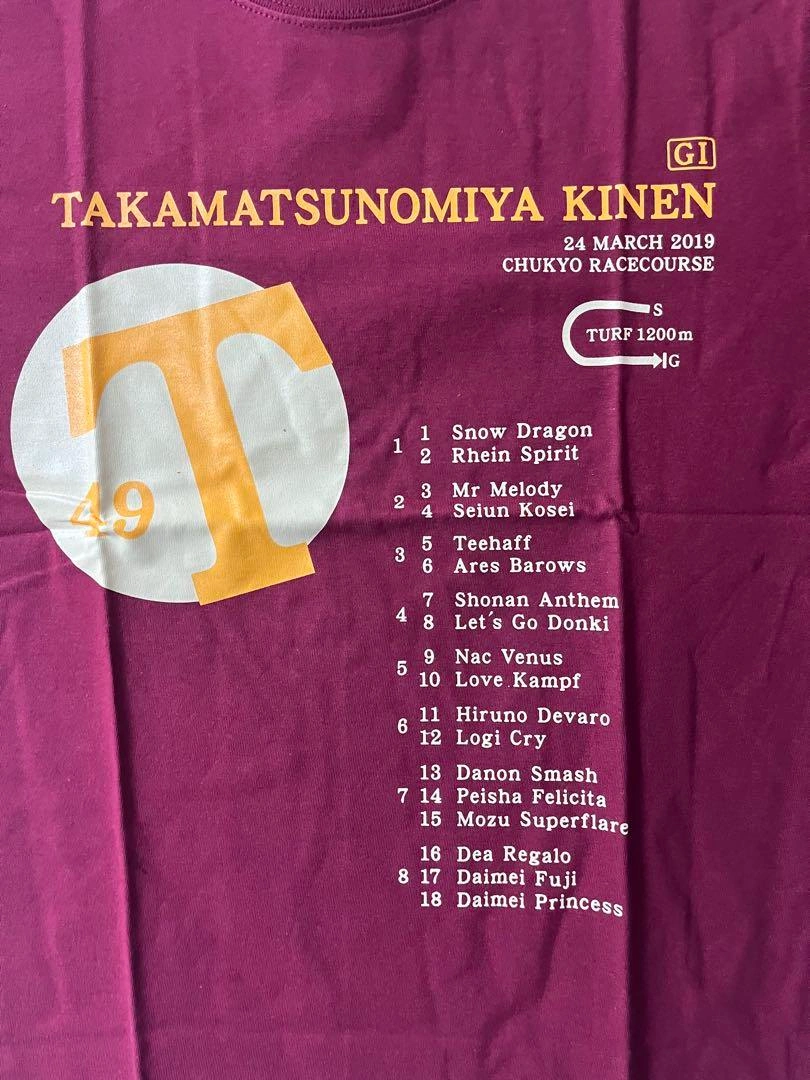 GI
TAKAMATSUNOMIYA KINEN
24 MARCH 2019
CHUKYO RACECOURSE
S
TURF 1200m
G
T
49
1
1 Snow Dragon
2 Rhein Spirit
2
3 Mr Melody
4 Seiun Kosei
3
5 Teehaff
6 Ares Barows
4
7 Shonan Anthem
8 Let's Go Donki
5
9 Nac Venus
10 Love Kampf
6
11 Hiruno Devaro
12 Logi Cry
13 Danon Smash
7 14 Peisha Felicita
15 Mozu Superflare
16 Dea Regalo
8 17 Daimei Fuji
18 Daimei Princess